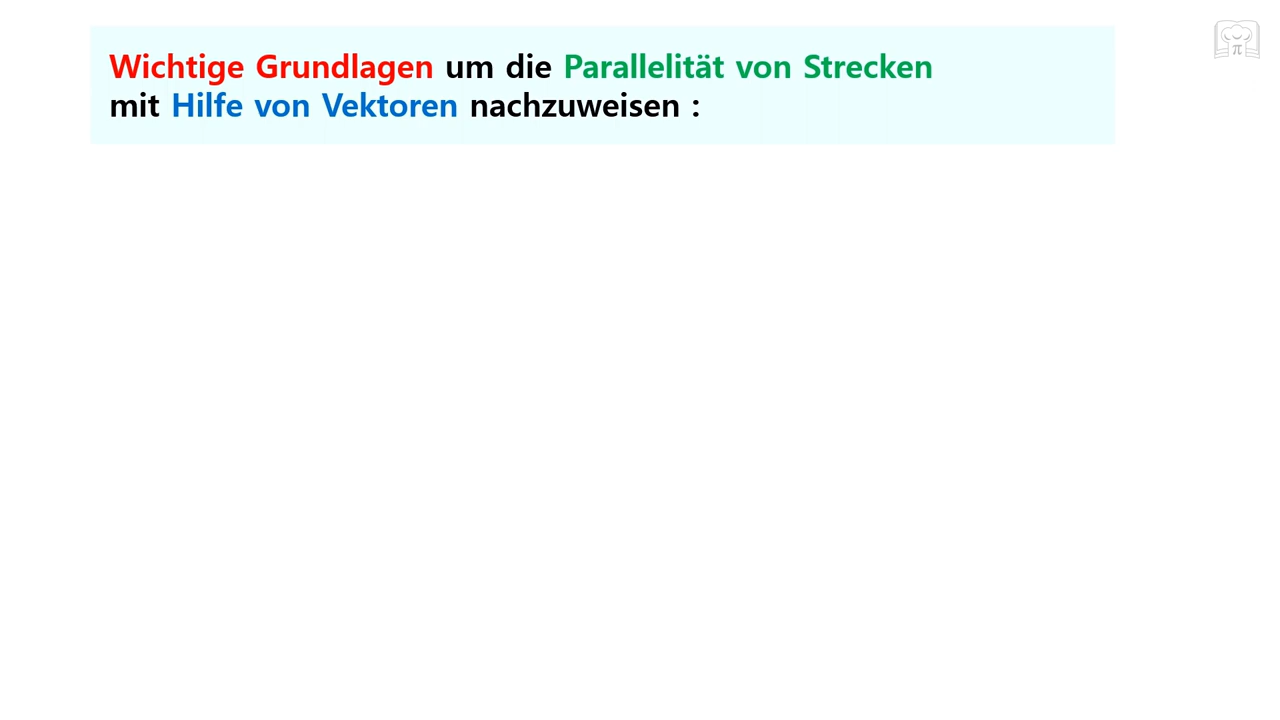 Wichtige Grundlagen um die Parallelität von Strecken
mit Hilfe von Vektoren nachzuweisen :
π